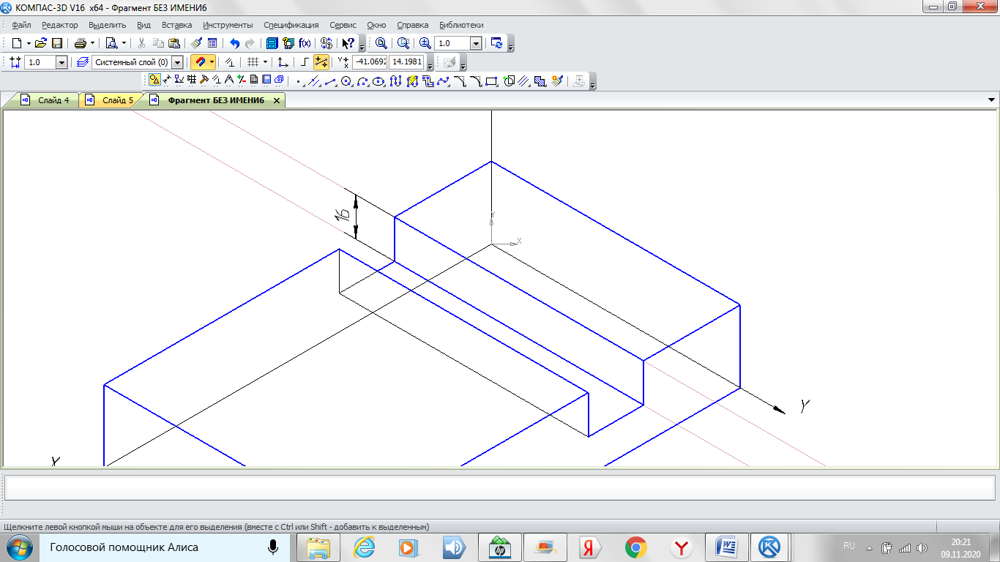 КОМПАС-3D V16 x64 - Фрагмент БЕЗ ИМЕНИ6
Файл Редактор Выделить Вид Вставка Инструменты Спецификация Сервис Окно Справка Библиотеки
f(x) 1.0
1.0 Системный слой (0) -41.0692 14.1981
Слайд 4 Слайд 5 Фрагмент БЕЗ ИМЕНИ6
16
Y
X
Y
X
Щелкните левой кнопкой мыши на объекте для его выделения (вместе с Ctrl или Shift - добавить к выделенным)
Голосовой помощник Алиса
RU
20:21
09.11.2020